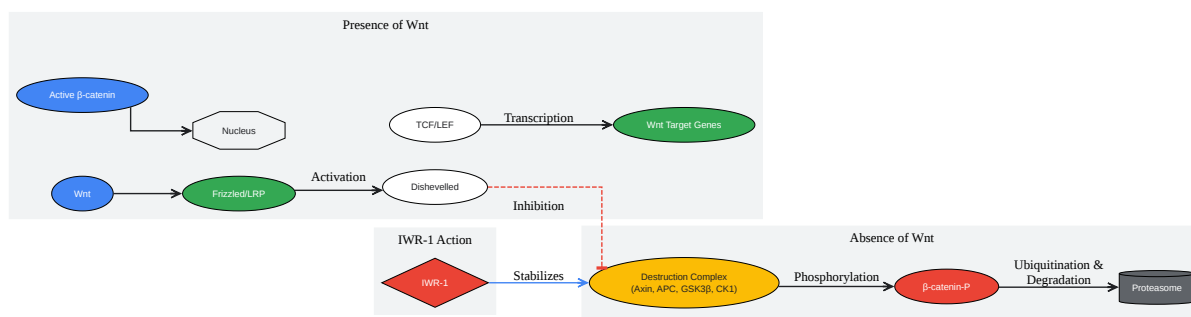 Presence of Wnt
Active β-catenin
Nucleus
TCF/LEF
Transcription
Wnt Target Genes
Wnt
Frizzled/LRP
Activation
Dishevelled
Inhibition
IWR-1 Action
IWR-1
Stabilizes
Absence of Wnt
Destruction Complex
(Axin, APC, GSK3β, CK1)
Phosphorylation
β-catenin-P
Ubiquitination &
Degradation
Proteasome